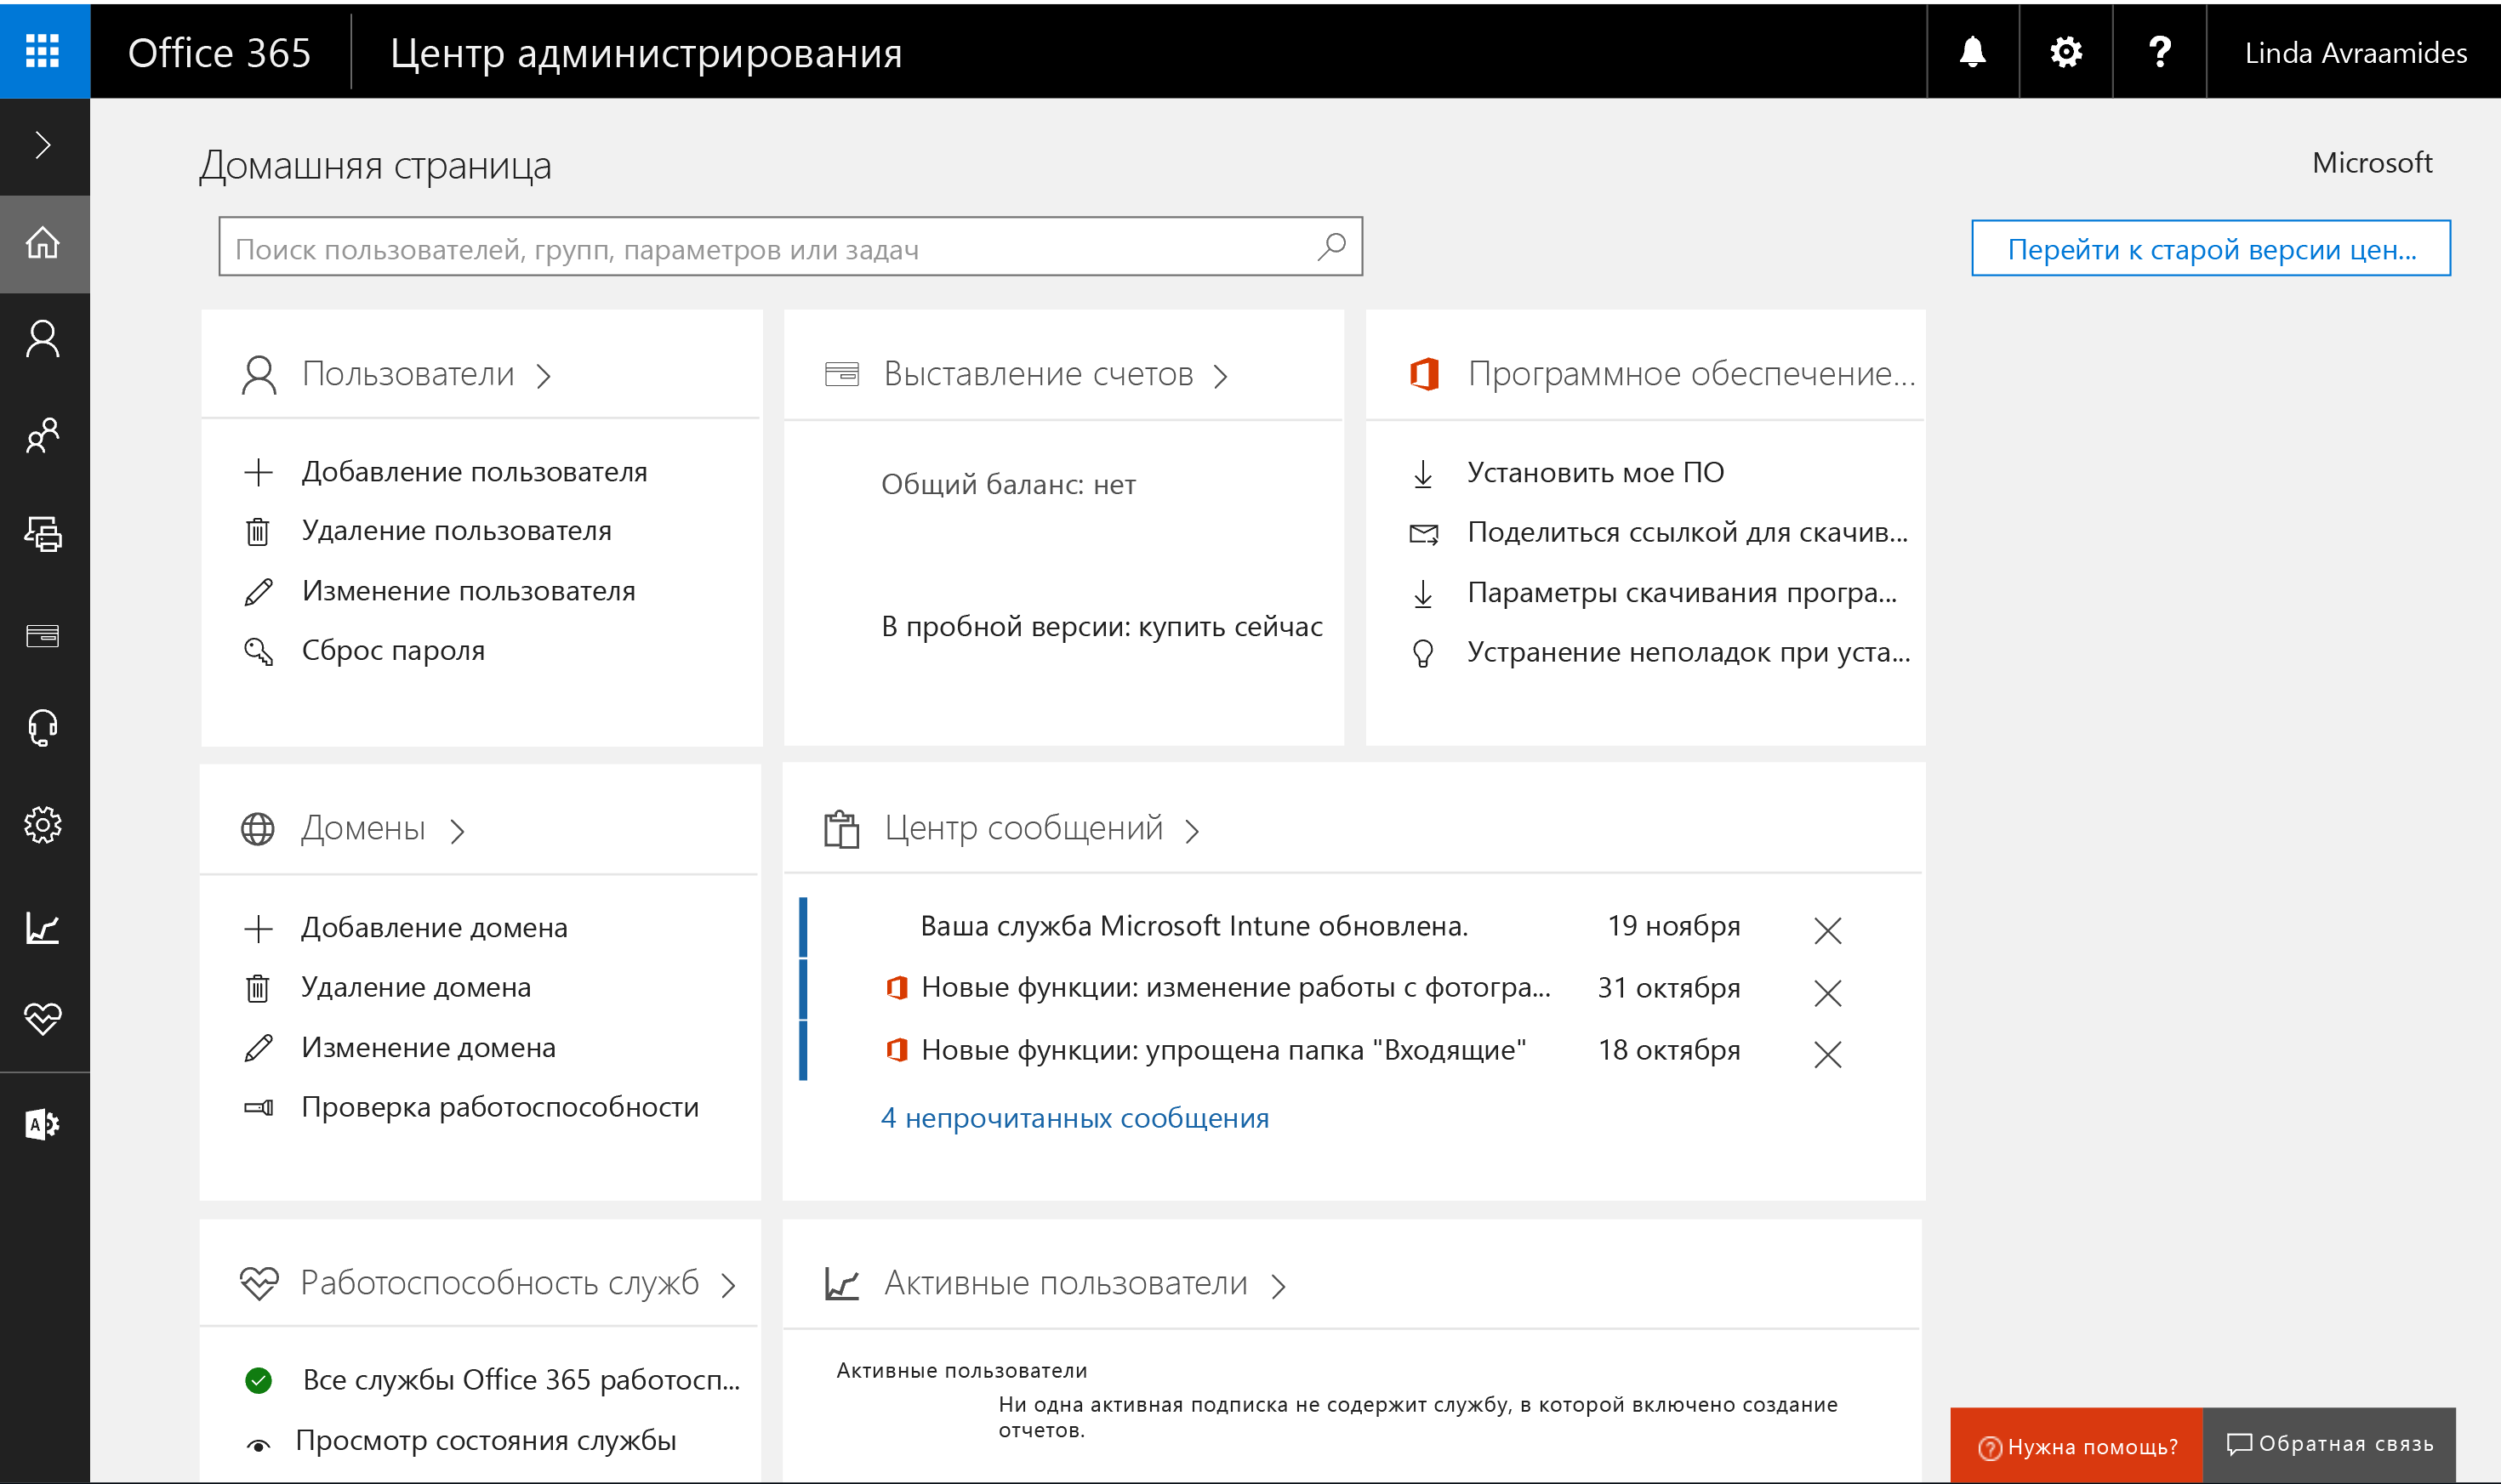 Office 365
Центр администрирования
Linda Avraamides
Домашняя страница
Microsoft
Поиск пользователей, групп, параметров или задач
Перейти к старой версии цен...
Пользователи
Добавление пользователя
Удаление пользователя
Изменение пользователя
Сброс пароля
Выставление счетов
Общий баланс: нет
В пробной версии: купить сейчас
Программное обеспечение...
Установить мое ПО
Поделиться ссылкой для скачив...
Параметры скачивания програ...
Устранение неполадок при уста...
Домены
Добавление домена
Удаление домена
Изменение домена
Проверка работоспособности
Центр сообщений
Ваша служба Microsoft Intune обновлена. 19 ноября
Новые функции: изменение работы с фотогра... 31 октября
Новые функции: упрощена папка "Входящие" 18 октября
4 непрочитанных сообщения
Работоспособность служб
Все службы Office 365 работосп...
Просмотр состояния службы
Активные пользователи
Активные пользователи
Ни одна активная подписка не содержит службу, в которой включено создание
отчетов.
Нужна помощь?
Обратная связь